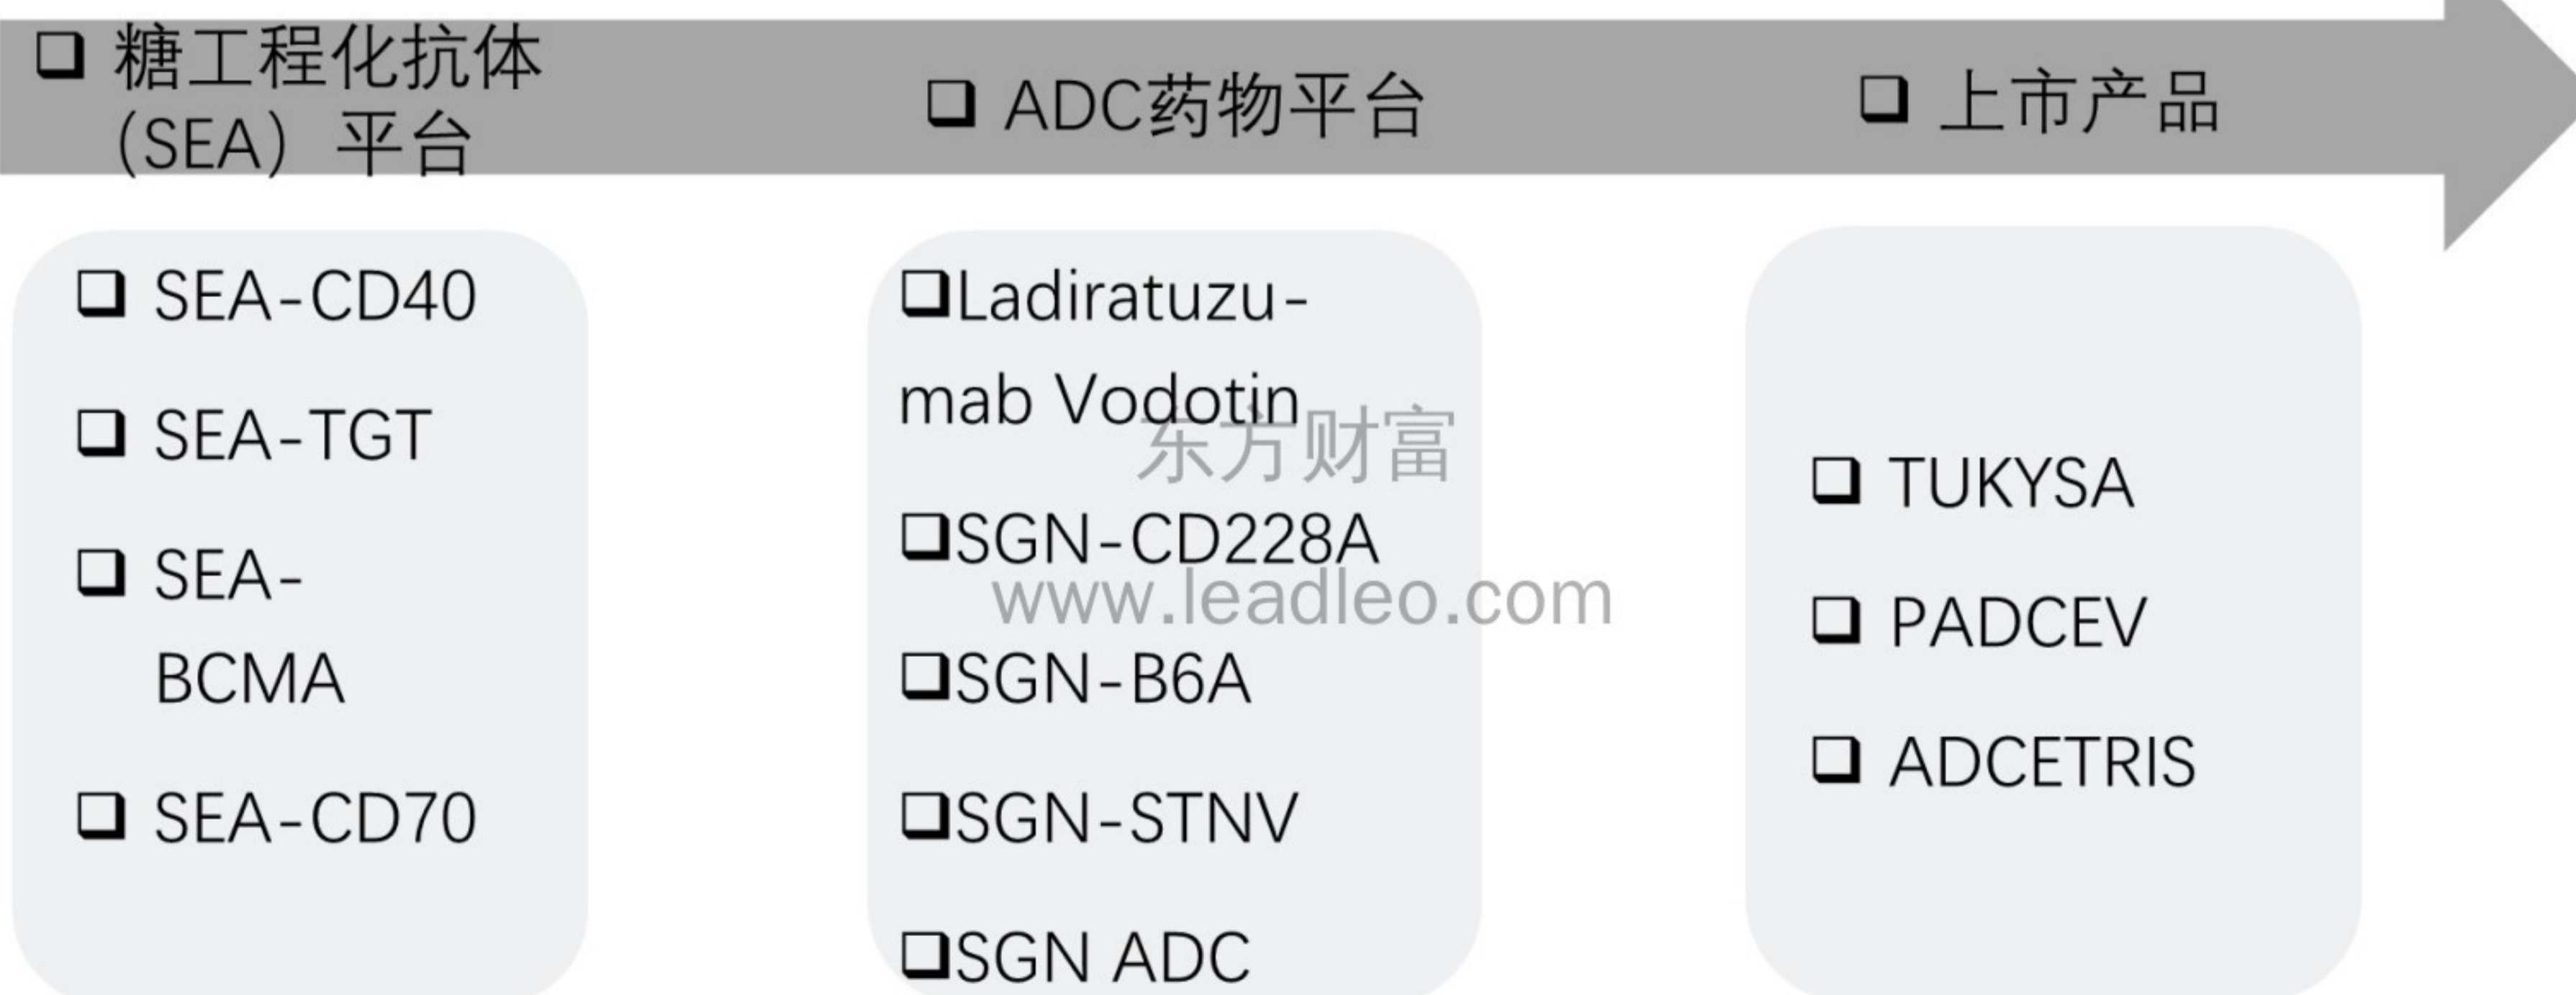 糖工程化抗体
（SEA）平台
ADC药物平台
上市产品
SEA-CD40
SEA-TGT
SEA-
BCMA
SEA-CD70
Ladiratuzu-
mab Vodotin
SGN-CD228A
SGN-B6A
SGN-STNV
SGN ADC
TUKYSA
PADCEV
ADCETRIS
东方财富
www.leadleo.com